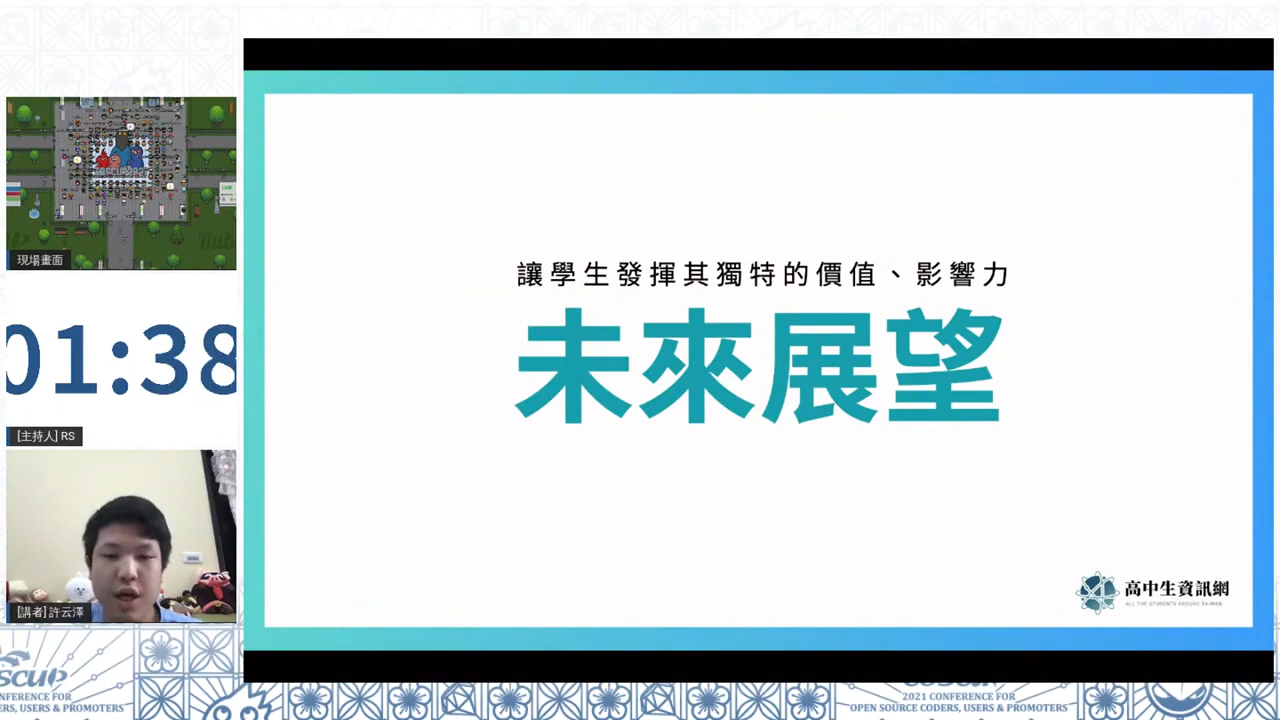 現場畫面
01:38
[主持人] RS
[講者] 許云澤
讓學生發揮其獨特的價值、影響力
未來展望
高中生資訊網
ALL THE STUDENTS AROUND TAIWAN
SCUP
NFERENCE FOR
ERS, USERS & PROMOTERS
2021 CONFERENCE FOR
OPEN SOURCE CODERS, USERS & PROMOTERS